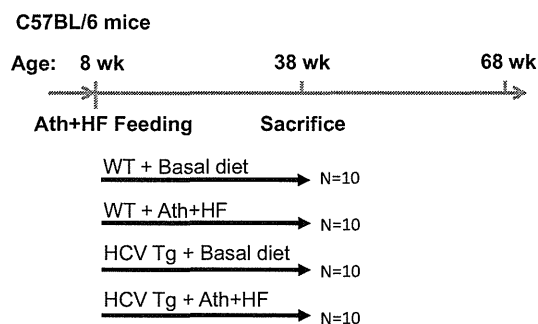 C57BL/6 mice
Age: 8 wk 38 wk 68 wk
Ath+HF Feeding Sacrifice
WT + Basal diet N=10
WT + Ath+HF N=10
HCV Tg + Basal diet N=10
HCV Tg + Ath+HF N=10